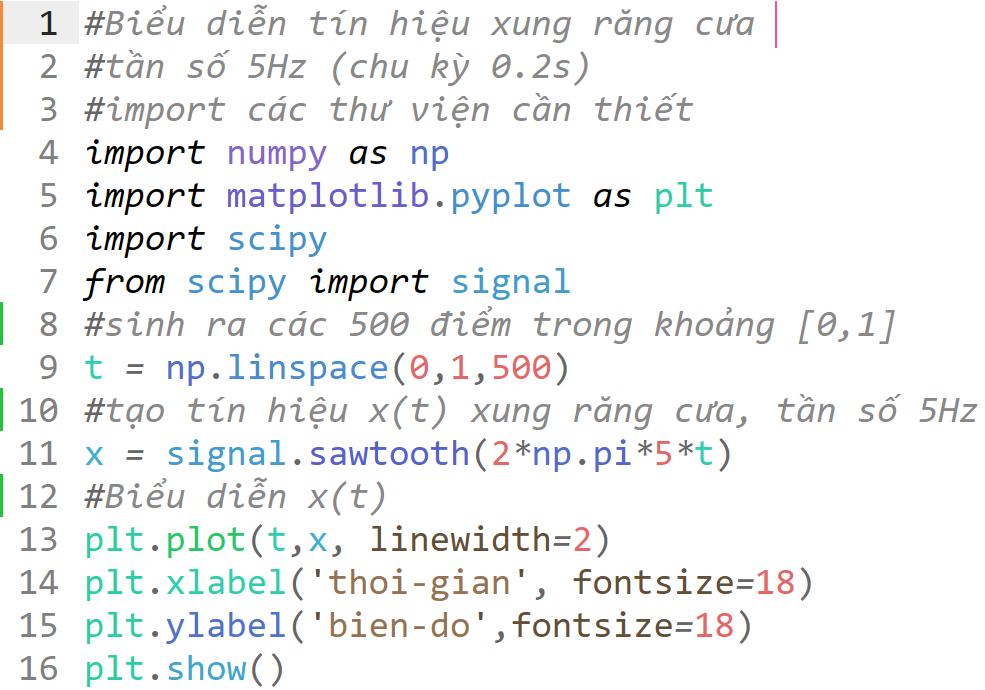 1 #Biểu diễn tín hiệu xung răng cưa
2 #tần số 5Hz (chu kỳ 0.2s)
3 #import các thư viện cần thiết
4 import numpy as np
5 import matplotlib.pyplot as plt
6 import scipy
7 from scipy import signal
8 #sinh ra các 500 điểm trong khoảng [0,1]
9 t = np.linspace(0,1,500)
10 #tạo tín hiệu x(t) xung răng cưa, tần số 5Hz
11 x = signal.sawtooth(2*np.pi*5*t)
12 #Biểu diễn x(t)
13 plt.plot(t,x, linewidth=2)
14 plt.xlabel('thoi-gian', fontsize=18)
15 plt.ylabel('bien-do',fontsize=18)
16 plt.show()